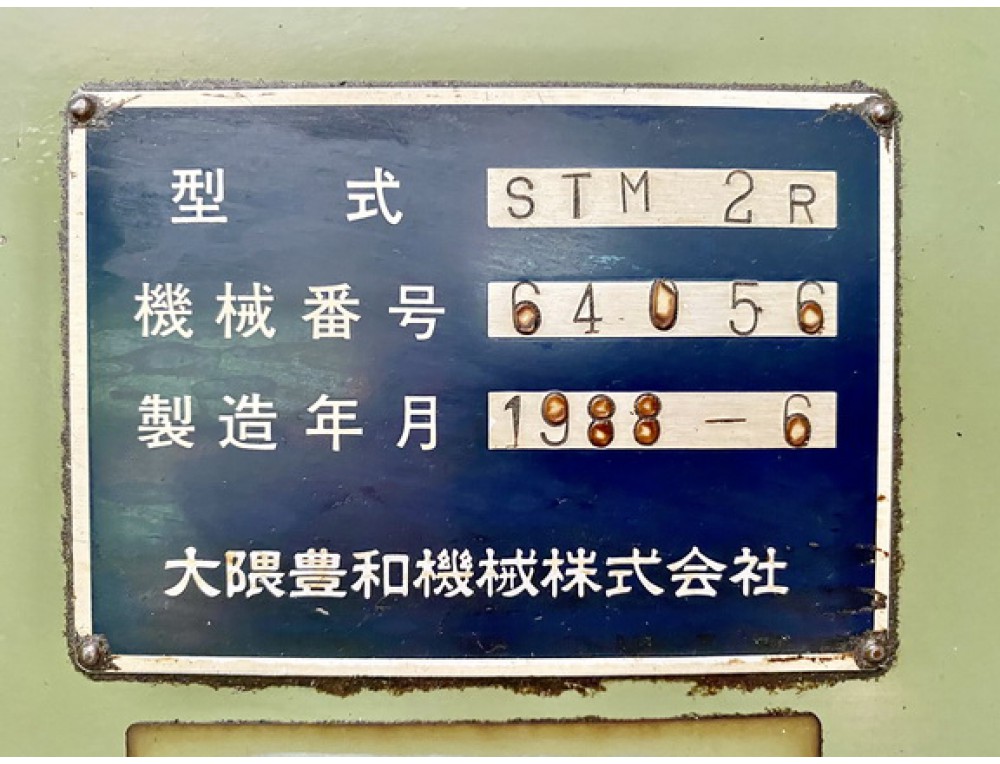 型式 STM 2R
機械番号 64056
製造年月 1988-6
大隈豊和機械株式会社